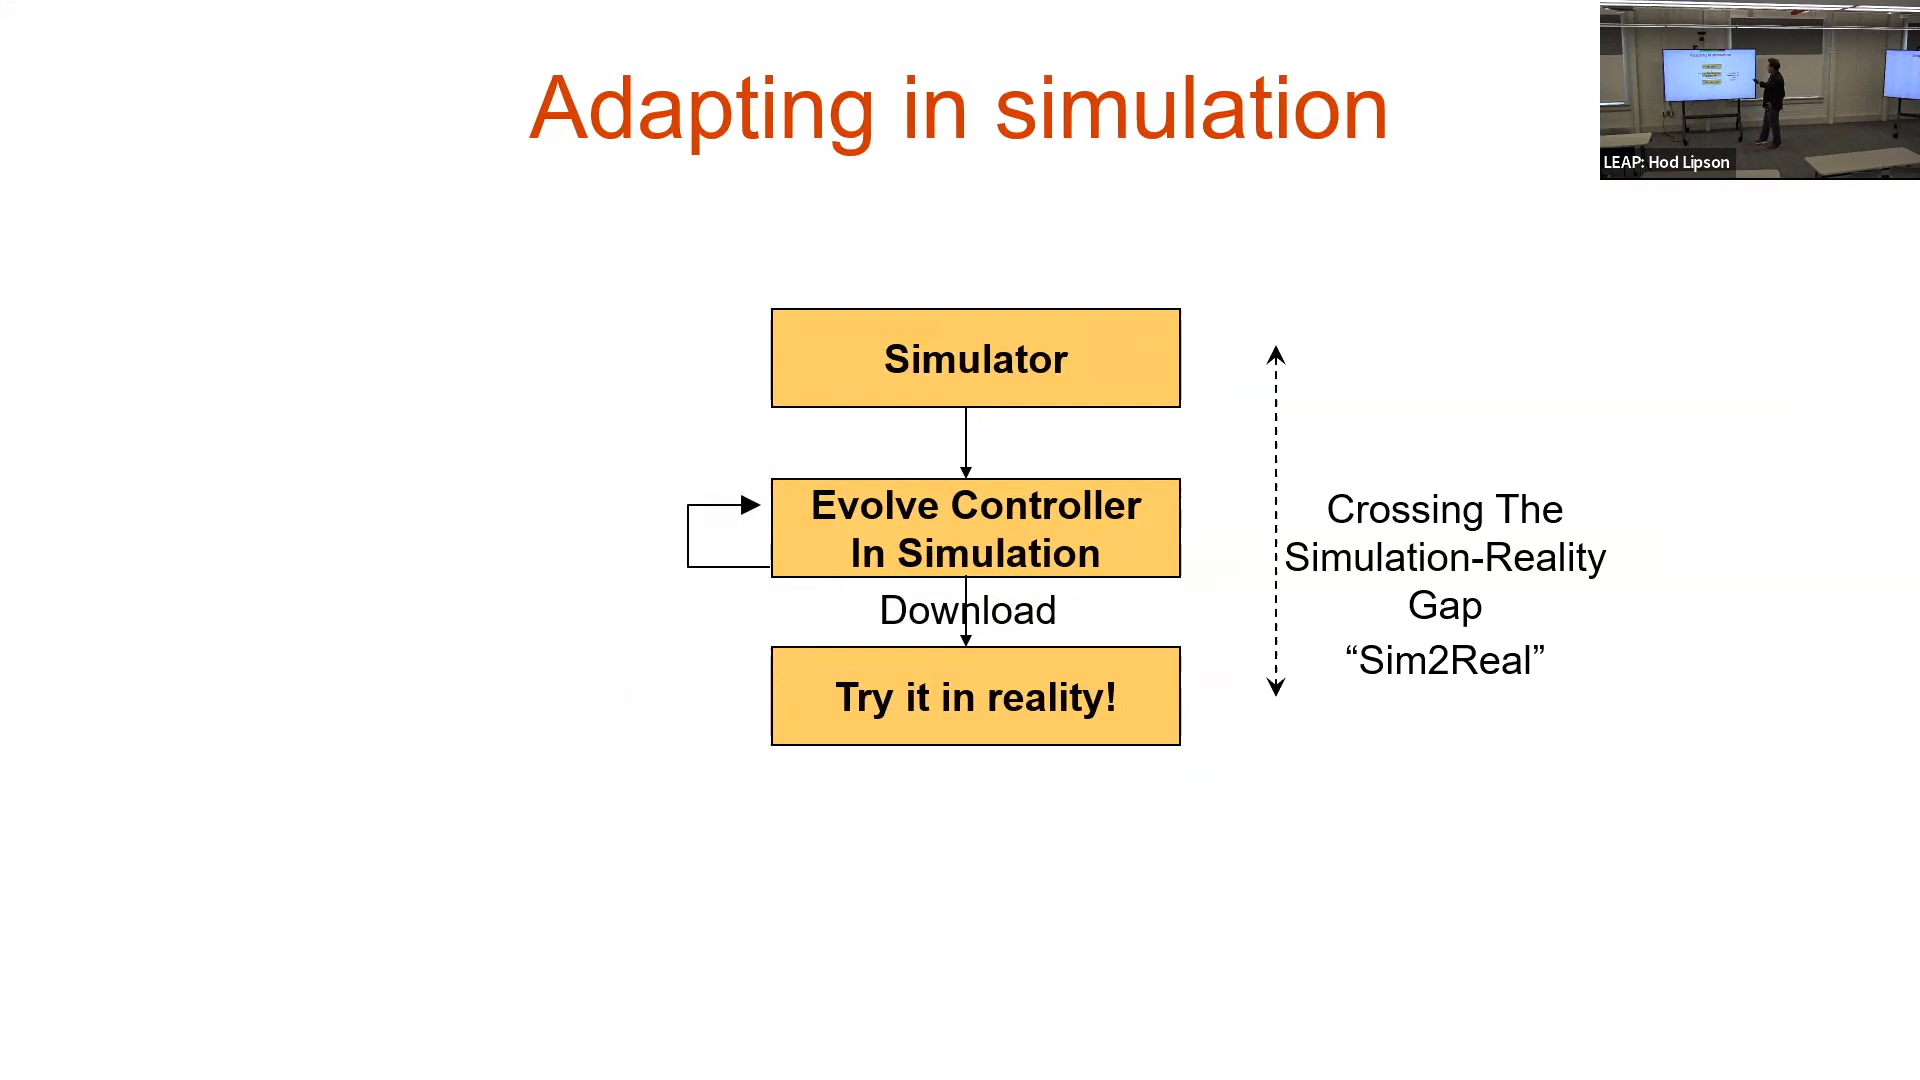 Adapting in simulation
LEAP: Hod Lipson
Simulator
Evolve Controller
In Simulation
Download
Try it in reality!
Crossing The
Simulation-Reality
Gap
“Sim2Real”